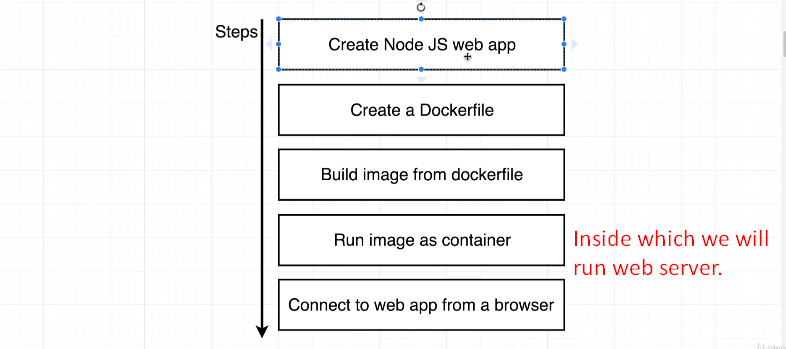 Steps
Create Node JS web app
Create a Dockerfile
Build image from dockerfile
Run image as container
Inside which we will
run web server.
Connect to web app from a browser